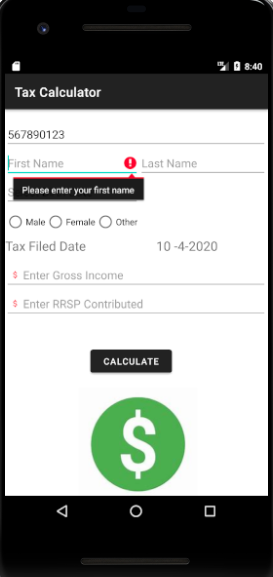 8:40
Tax Calculator
567890123
First Name ! Last Name
S
Please enter your first name
Male Female Other
Tax Filed Date 10 -4-2020
$ Enter Gross Income
$ Enter RRSP Contributed
CALCULATE
$